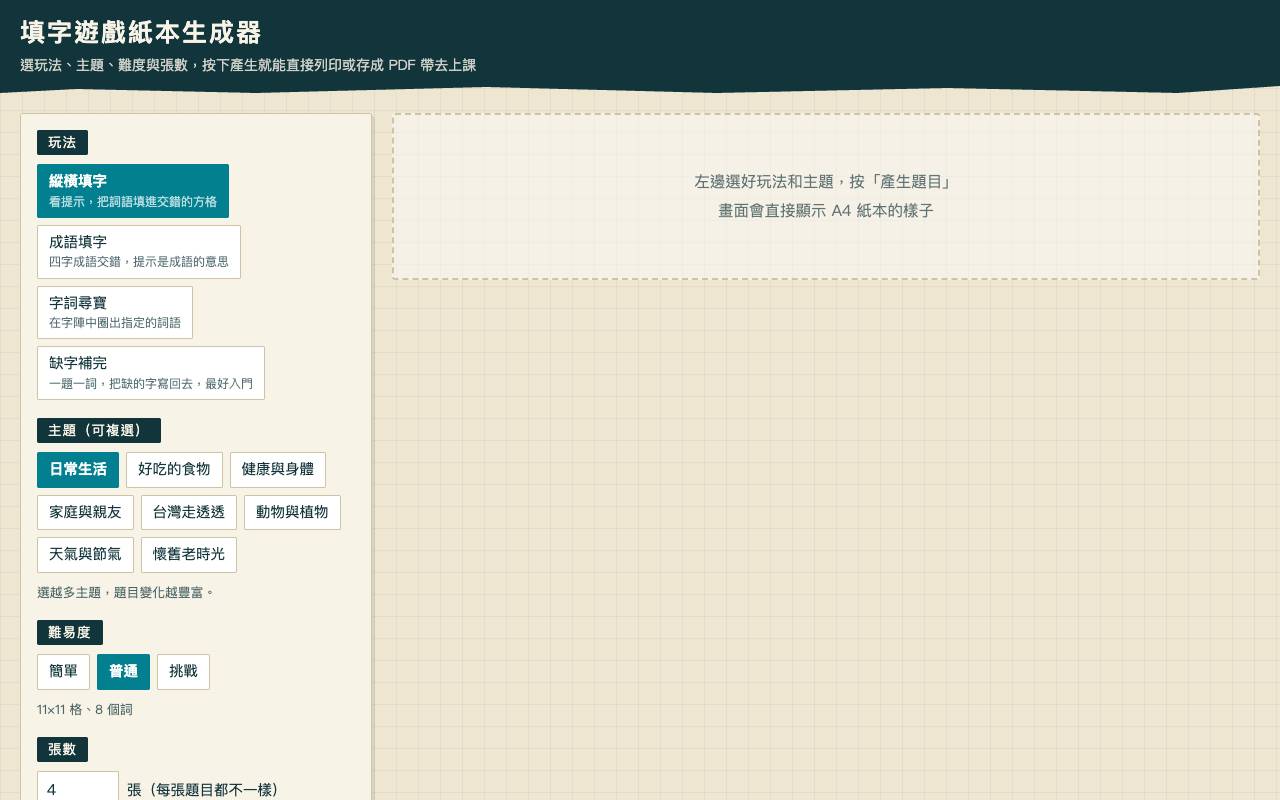 填字遊戲紙本生成器
選玩法、主題、難度與張數，按下產生就能直接列印或存成 PDF 帶去上課
玩法
縱橫填字
看提示，把詞語填進交錯的方格
成語填字
四字成語交錯，提示是成語的意思
字詞尋寶
在字陣中圈出指定的詞語
缺字補完
一題一詞，把缺的字寫回去，最好入門
主題（可複選）
日常生活 好吃的食物 健康與身體
家庭與親友 台灣走透透 動物與植物
天氣與節氣 懷舊老時光
選越多主題，題目變化越豐富。
難易度
簡單 普通 挑戰
11×11 格、8 個詞
張數
4 張（每張題目都不一樣）
左邊選好玩法和主題，按「產生題目」
畫面會直接顯示 A4 紙本的樣子